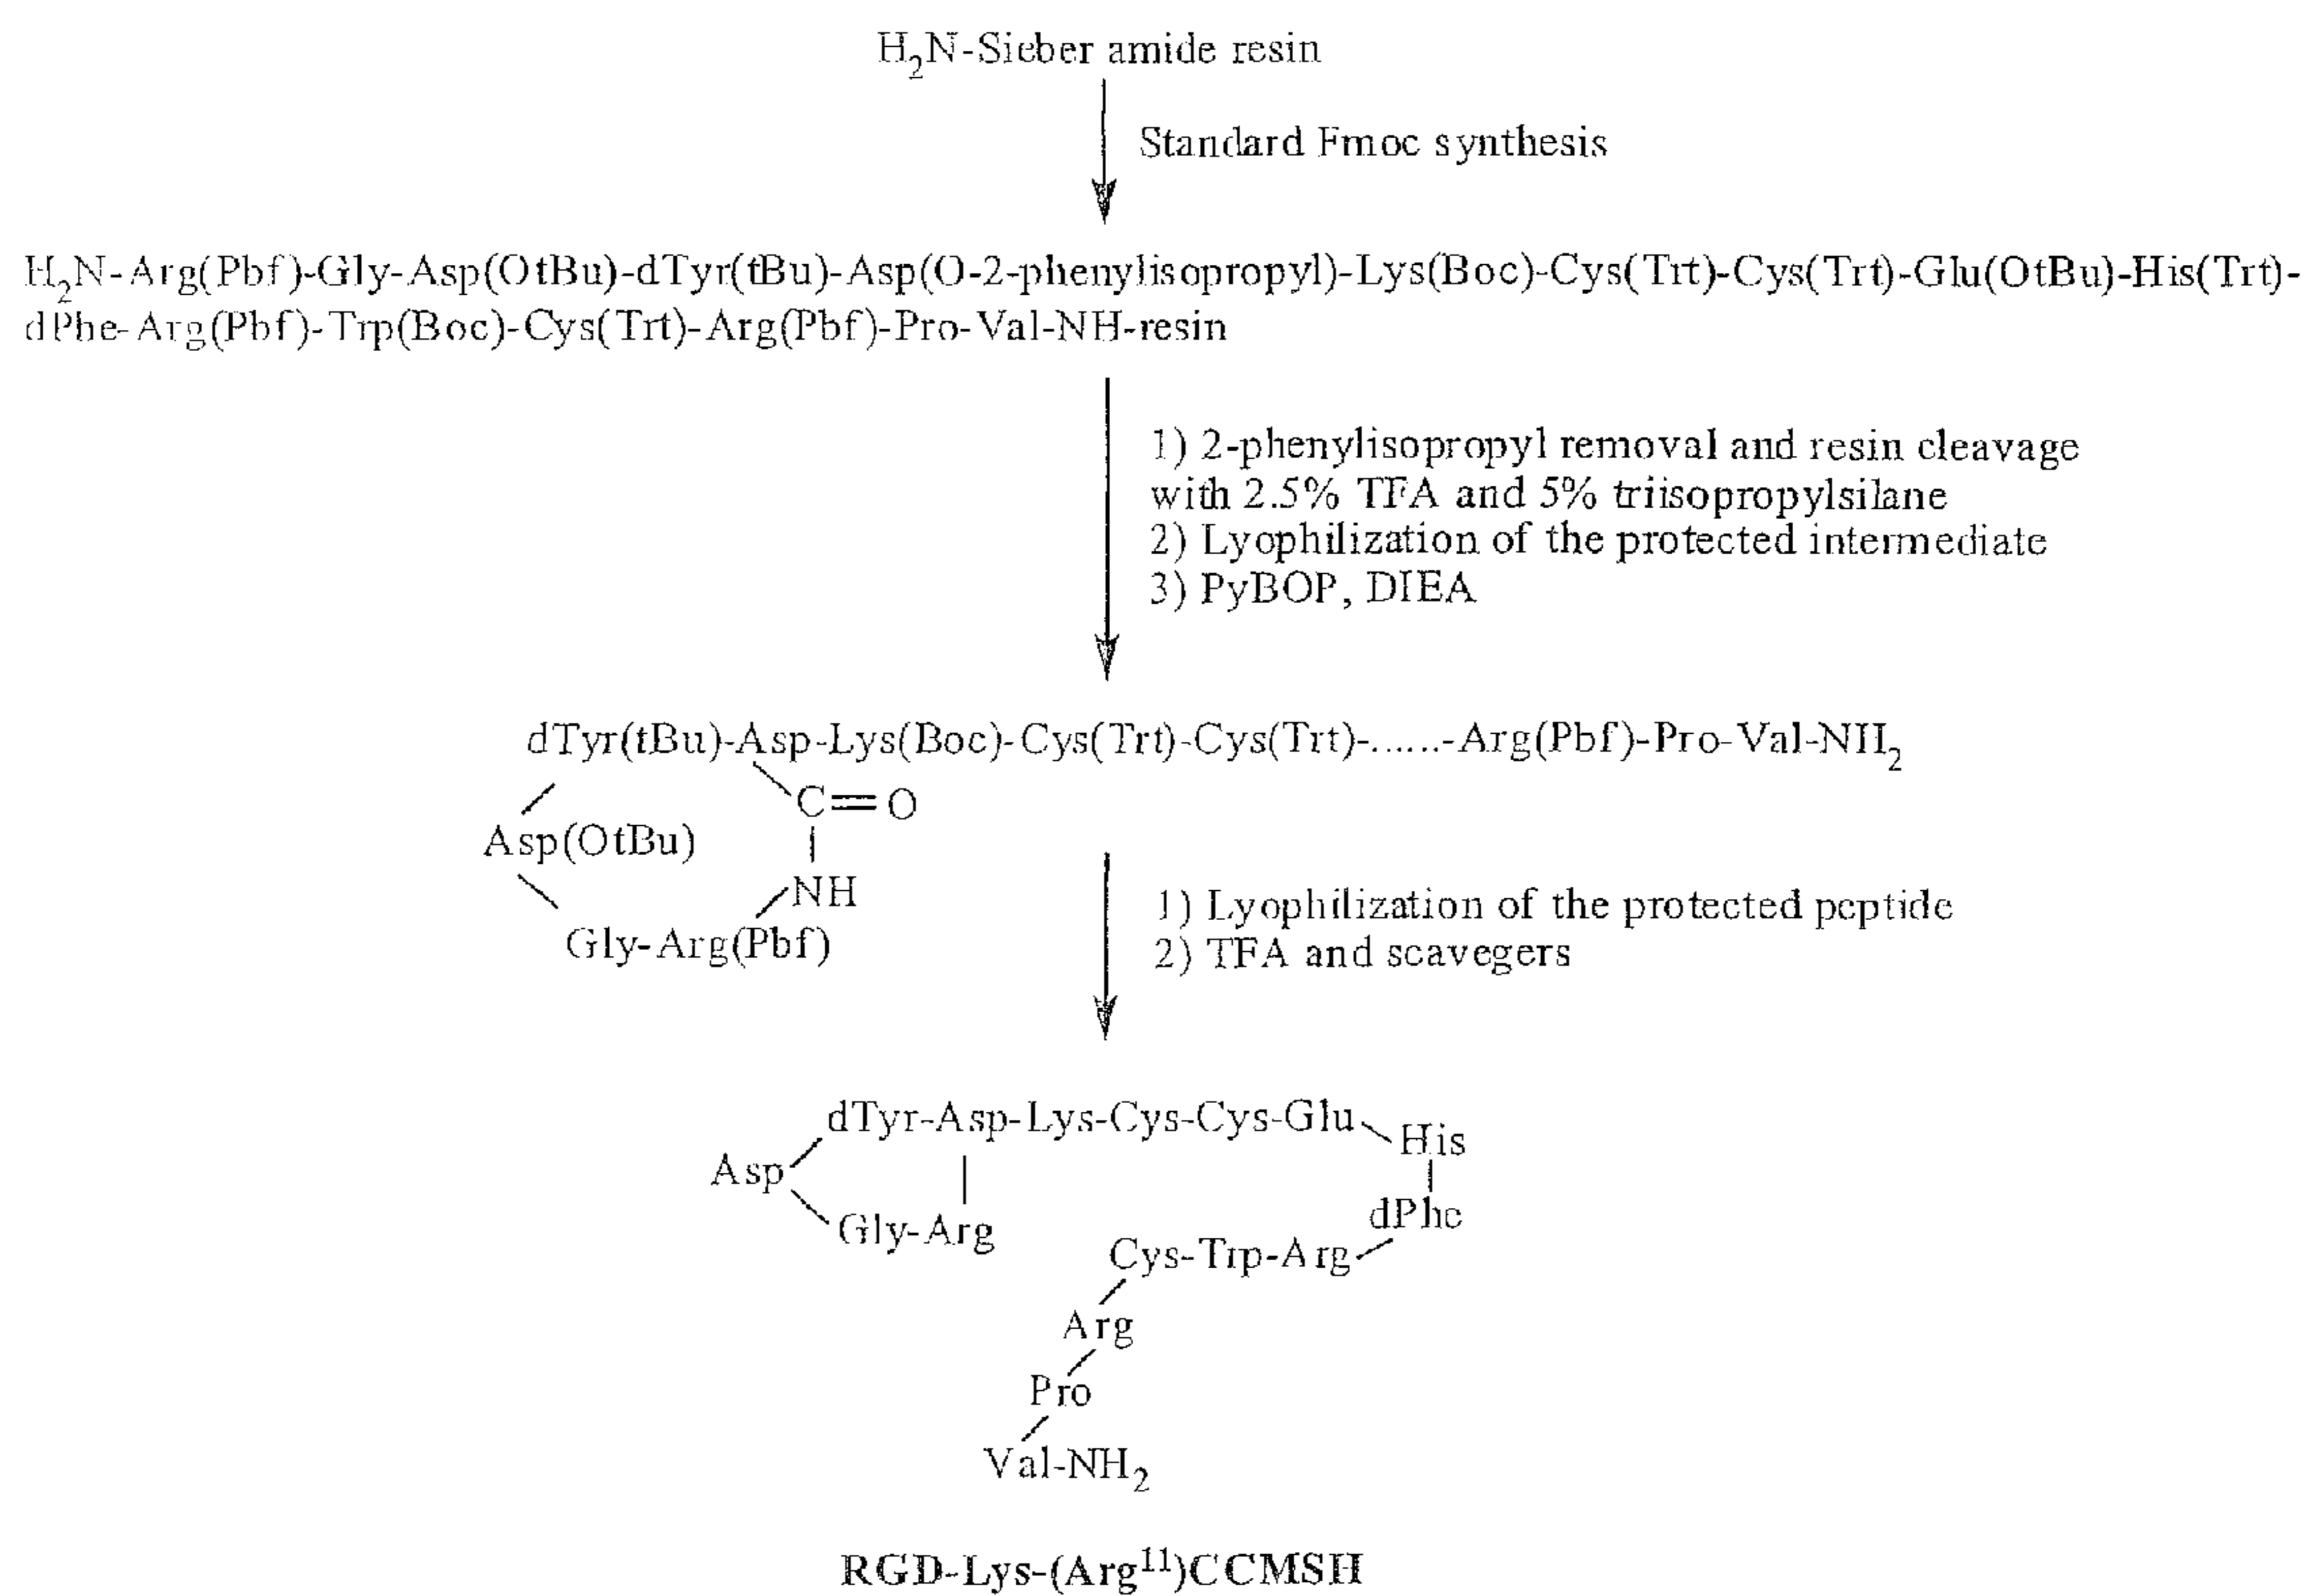 H₂N-Sieber amide resin
Standard Fmoc synthesis
H₂N-Arg(Pbf)-Gly-Asp(OtBu)-dTyr(tBu)-Asp(O-2-phenylisopropyl)-Lys(Boc)-Cys(Trt)-Cys(Trt)-Glu(OtBu)-His(Trt)-
dPhe-Arg(Pbf)-Trp(Boc)-Cys(Trt)-Arg(Pbf)-Pro-Val-NH-resin
1) 2-phenylisopropyl removal and resin cleavage
with 2.5% TFA and 5% triisopropylsilane
2) Lyophilization of the protected intermediate
3) PyBOP, DIEA
dTyr(tBu)-Asp-Lys(Boc)-Cys(Trt)-Cys(Trt)-......-Arg(Pbf)-Pro-Val-NH₂
C=O
Asp(OtBu)
NH
Gly-Arg(Pbf)
1) Lyophilization of the protected peptide
2) TFA and scavegers
dTyr-Asp-Lys-Cys-Cys-Glu
His
Asp
dPhe
Gly-Arg
Cys-Trp-Arg
Arg
Pro
Val-NH₂
RGD-Lys-(Arg¹¹)CCMSH